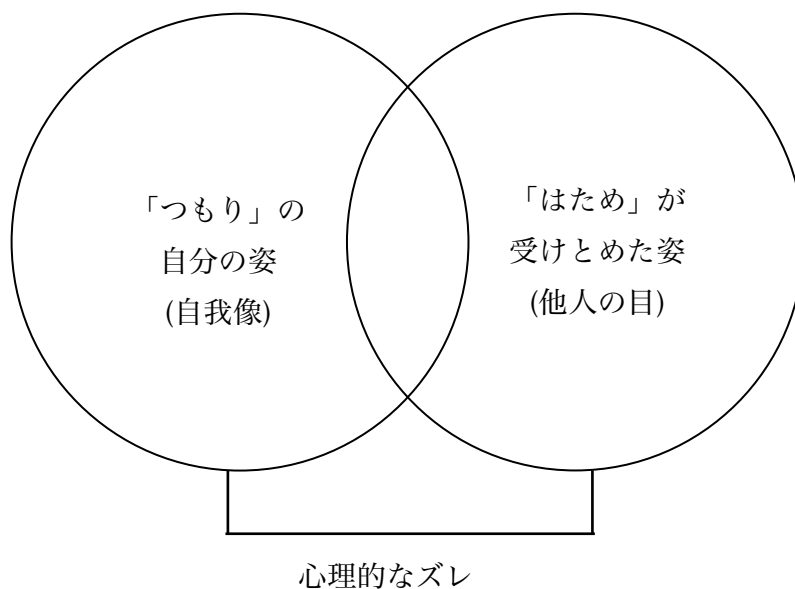 「つもり」の
自分の姿
(自我像)
「はため」が
受けとめた姿
(他人の目)
心理的なズレ